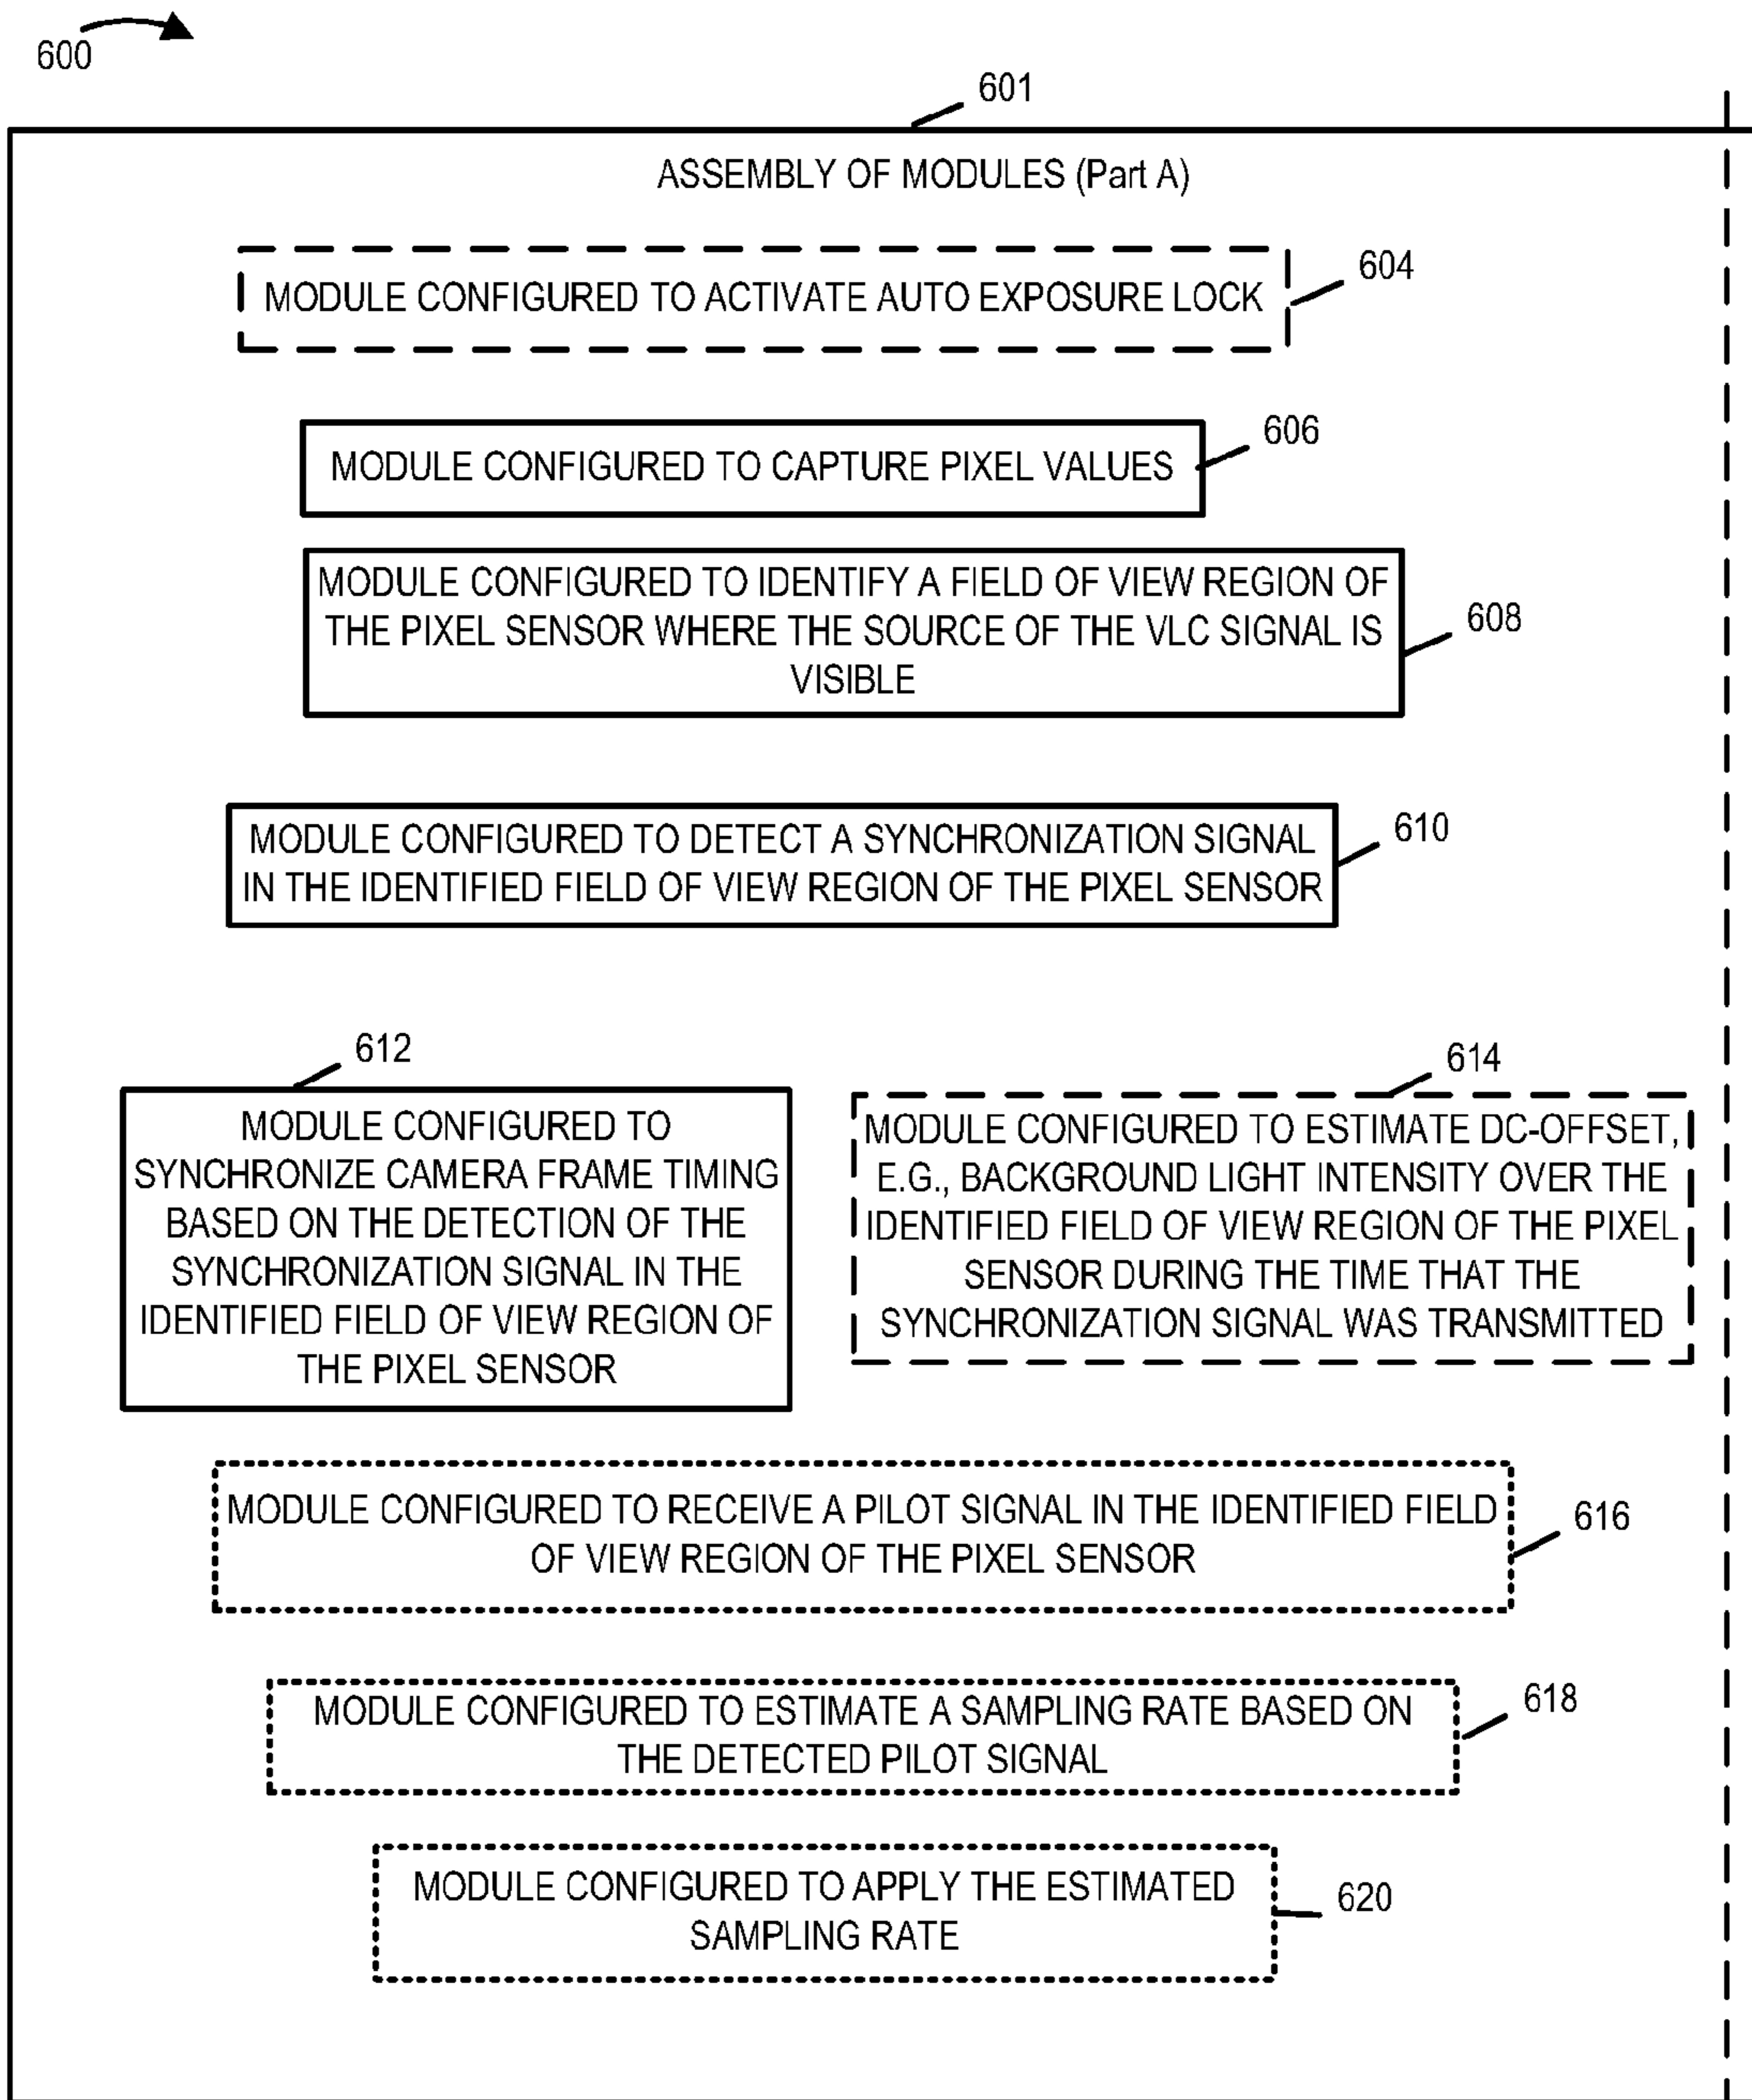 600
601
ASSEMBLY OF MODULES (Part A)
MODULE CONFIGURED TO ACTIVATE AUTO EXPOSURE LOCK
604
MODULE CONFIGURED TO CAPTURE PIXEL VALUES
606
MODULE CONFIGURED TO IDENTIFY A FIELD OF VIEW REGION OF
THE PIXEL SENSOR WHERE THE SOURCE OF THE VLC SIGNAL IS
VISIBLE
608
MODULE CONFIGURED TO DETECT A SYNCHRONIZATION SIGNAL
IN THE IDENTIFIED FIELD OF VIEW REGION OF THE PIXEL SENSOR
610
612
MODULE CONFIGURED TO
SYNCHRONIZE CAMERA FRAME TIMING
BASED ON THE DETECTION OF THE
SYNCHRONIZATION SIGNAL IN THE
IDENTIFIED FIELD OF VIEW REGION OF
THE PIXEL SENSOR
614
MODULE CONFIGURED TO ESTIMATE DC-OFFSET,
E.G., BACKGROUND LIGHT INTENSITY OVER THE
IDENTIFIED FIELD OF VIEW REGION OF THE PIXEL
SENSOR DURING THE TIME THAT THE
SYNCHRONIZATION SIGNAL WAS TRANSMITTED
MODULE CONFIGURED TO RECEIVE A PILOT SIGNAL IN THE IDENTIFIED FIELD
OF VIEW REGION OF THE PIXEL SENSOR
616
MODULE CONFIGURED TO ESTIMATE A SAMPLING RATE BASED ON
THE DETECTED PILOT SIGNAL
618
MODULE CONFIGURED TO APPLY THE ESTIMATED
SAMPLING RATE
620